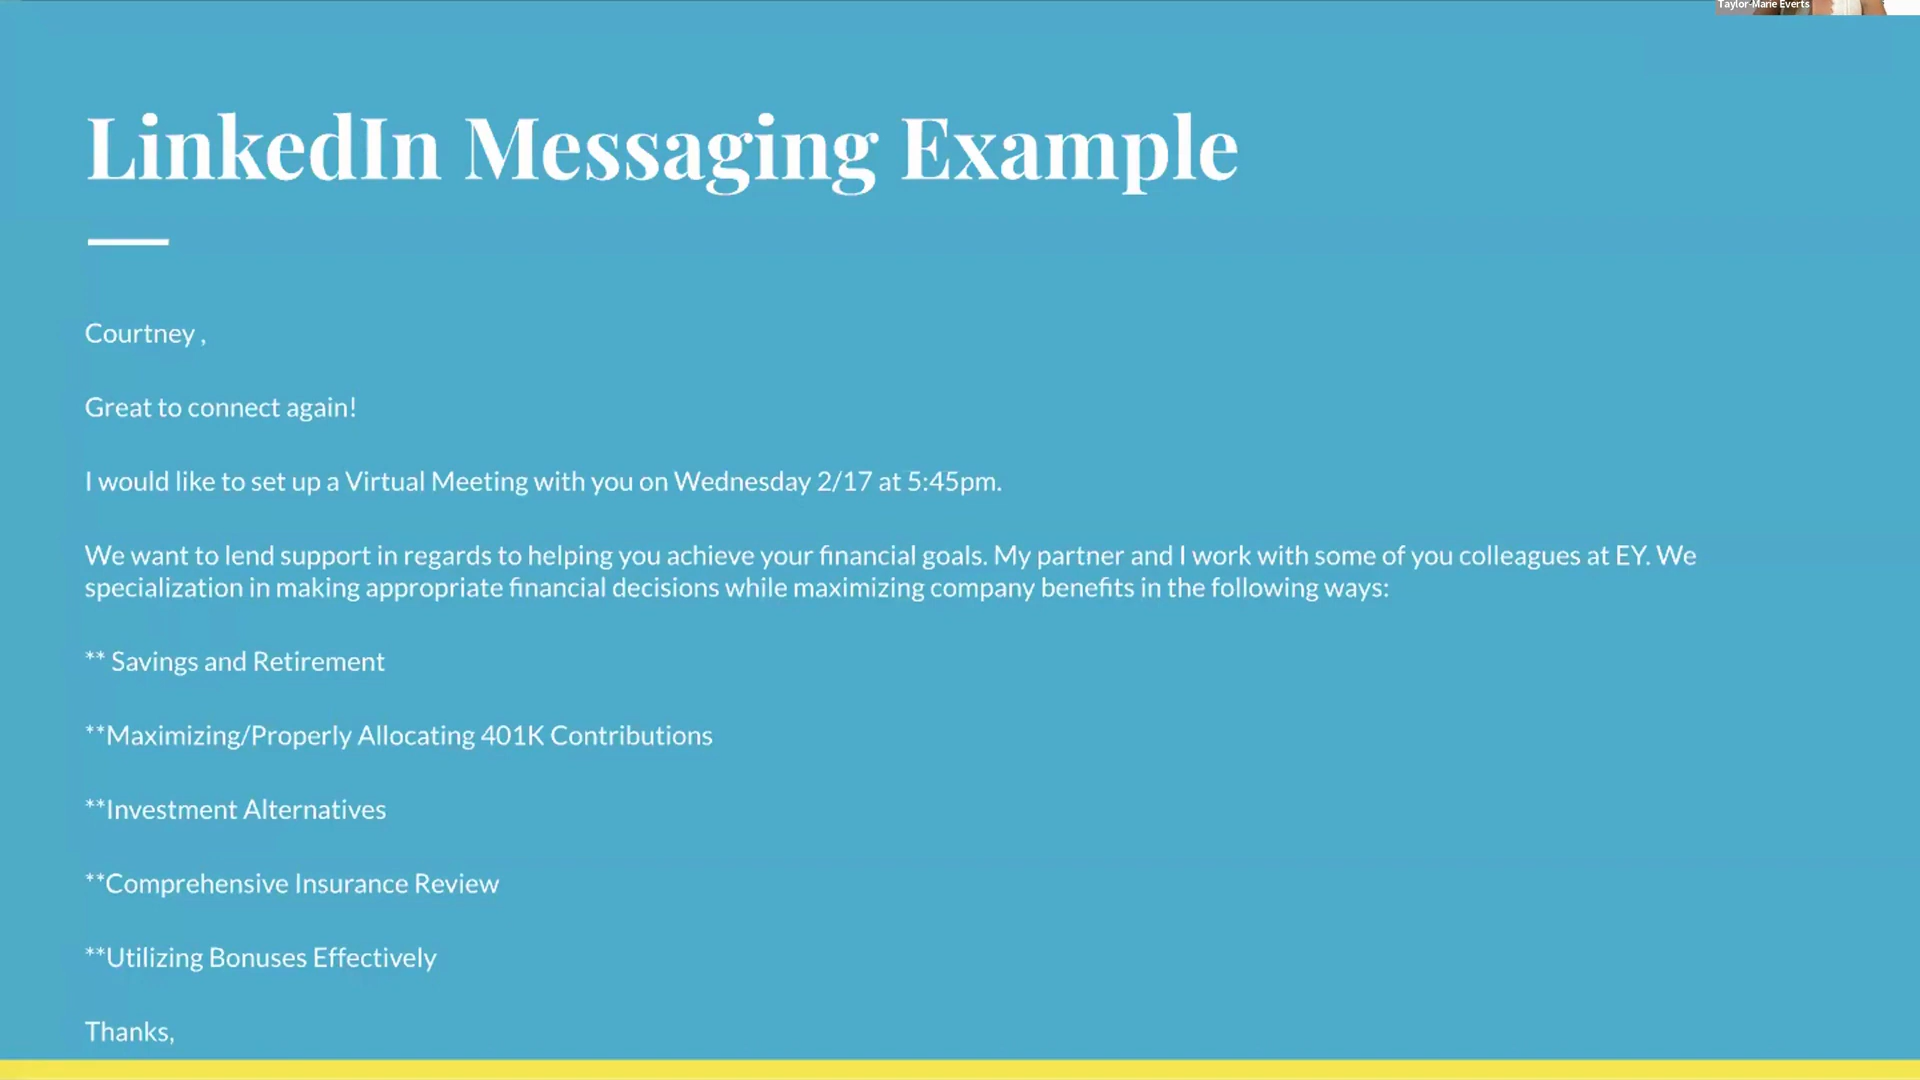 Taylor-Marie Everts
LinkedIn Messaging Example
Courtney ,
Great to connect again!
I would like to set up a Virtual Meeting with you on Wednesday 2/17 at 5:45pm.
We want to lend support in regards to helping you achieve your financial goals. My partner and I work with some of you colleagues at EY. We
specialization in making appropriate financial decisions while maximizing company benefits in the following ways:
** Savings and Retirement
**Maximizing/Properly Allocating 401K Contributions
**Investment Alternatives
**Comprehensive Insurance Review
**Utilizing Bonuses Effectively
Thanks,